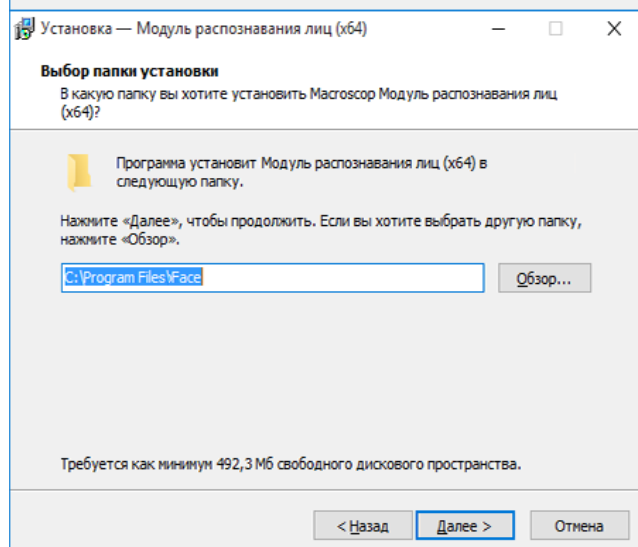 Установка — Модуль распознавания лиц (x64)
Выбор папки установки
В какую папку вы хотите установить Macroscop Модуль распознавания лиц
(x64)?
Программа установит Модуль распознавания лиц (x64) в
следующую папку.
Нажмите «Далее», чтобы продолжить. Если вы хотите выбрать другую папку,
нажмите «Обзор».
C:\Program Files\Face
Обзор...
Требуется как минимум 492,3 Мб свободного дискового пространства.
< Назад
Далее >
Отмена